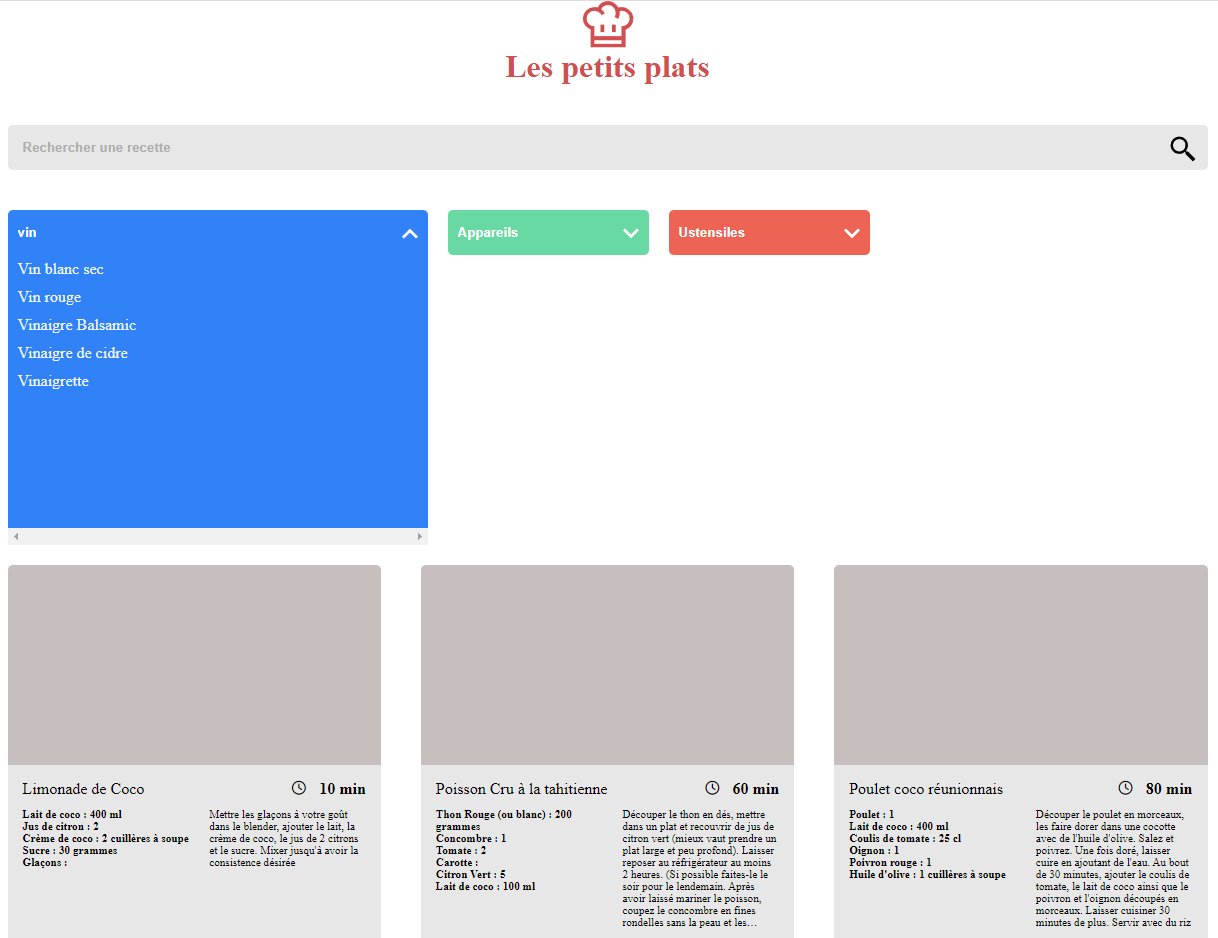 Les petits plats
Rechercher une recette
vin
Appareils
Ustensiles
Vin blanc sec
Vin rouge
Vinaigre Balsamic
Vinaigre de cidre
Vinaigrette
Limonade de Coco
10 min
Lait de coco : 400 ml
Jus de citron : 2
Crème de coco : 2 cuillères à soupe
Sucre : 30 grammes
Glaçons :
Mettre les glaçons à votre goût
dans le blender, ajouter le lait, la
crème de coco, le jus de 2 citrons
et le sucre. Mixer jusqu'à avoir la
consistence désirée
Poisson Cru à la tahitienne
60 min
Thon Rouge (ou blanc) : 200
grammes
Concombre : 1
Tomate : 2
Carotte :
Citron Vert : 5
Lait de coco : 100 ml
Découper le thon en dés, mettre
dans un plat et recouvrir de jus de
citron vert (mieux vaut prendre un
plat large et peu profond). Laisser
reposer au réfrigérateur au moins
2 heures. (Si possible faites-le le
soir pour le lendemain. Après
avoir laissé mariner le poisson,
coupez le concombre en fines
rondelles sans la peau et les…
Poulet coco réunionnais
80 min
Poulet : 1
Lait de coco : 400 ml
Coulis de tomate : 25 cl
Oignon : 1
Poivron rouge : 1
Huile d'olive : 1 cuillères à soupe
Découper le poulet en morceaux,
les faire dorer dans une cocotte
avec de l'huile d'olive. Salez et
poivrez. Une fois doré, laisser
cuire en ajoutant de l'eau. Au bout
de 30 minutes, ajouter le coulis de
tomate, le lait de coco ainsi que le
poivron et l'oignon découpés en
morceaux. Laisser cuisiner 30
minutes de plus. Servir avec du riz